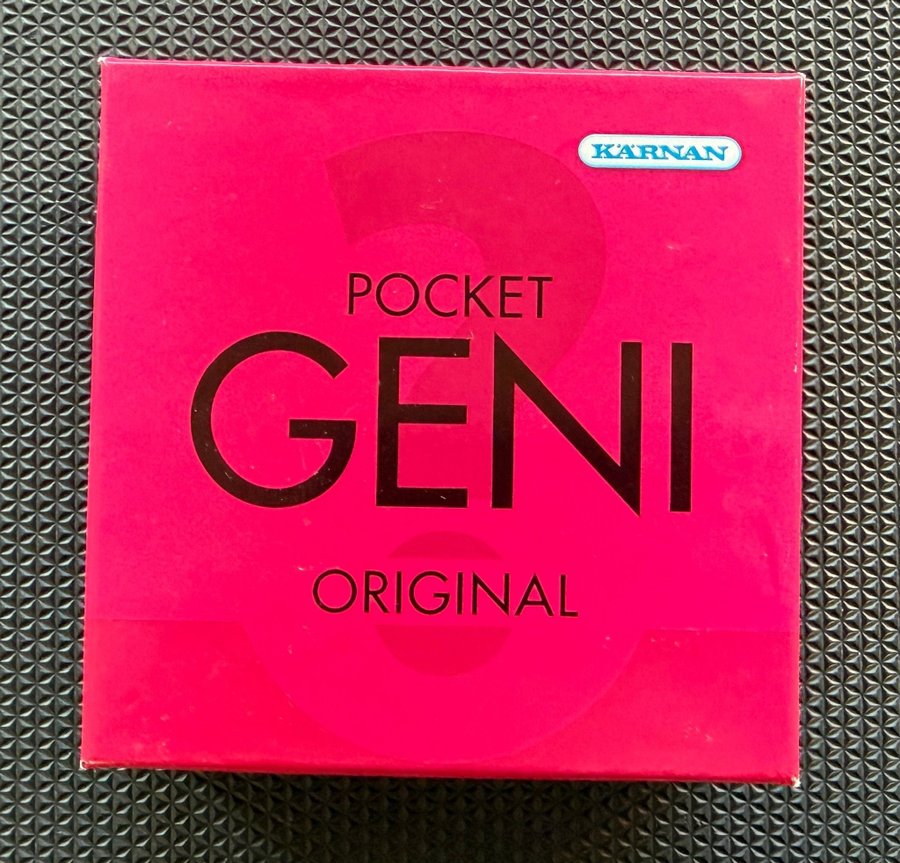 KÄRNAN
POCKET
GENI
ORIGINAL